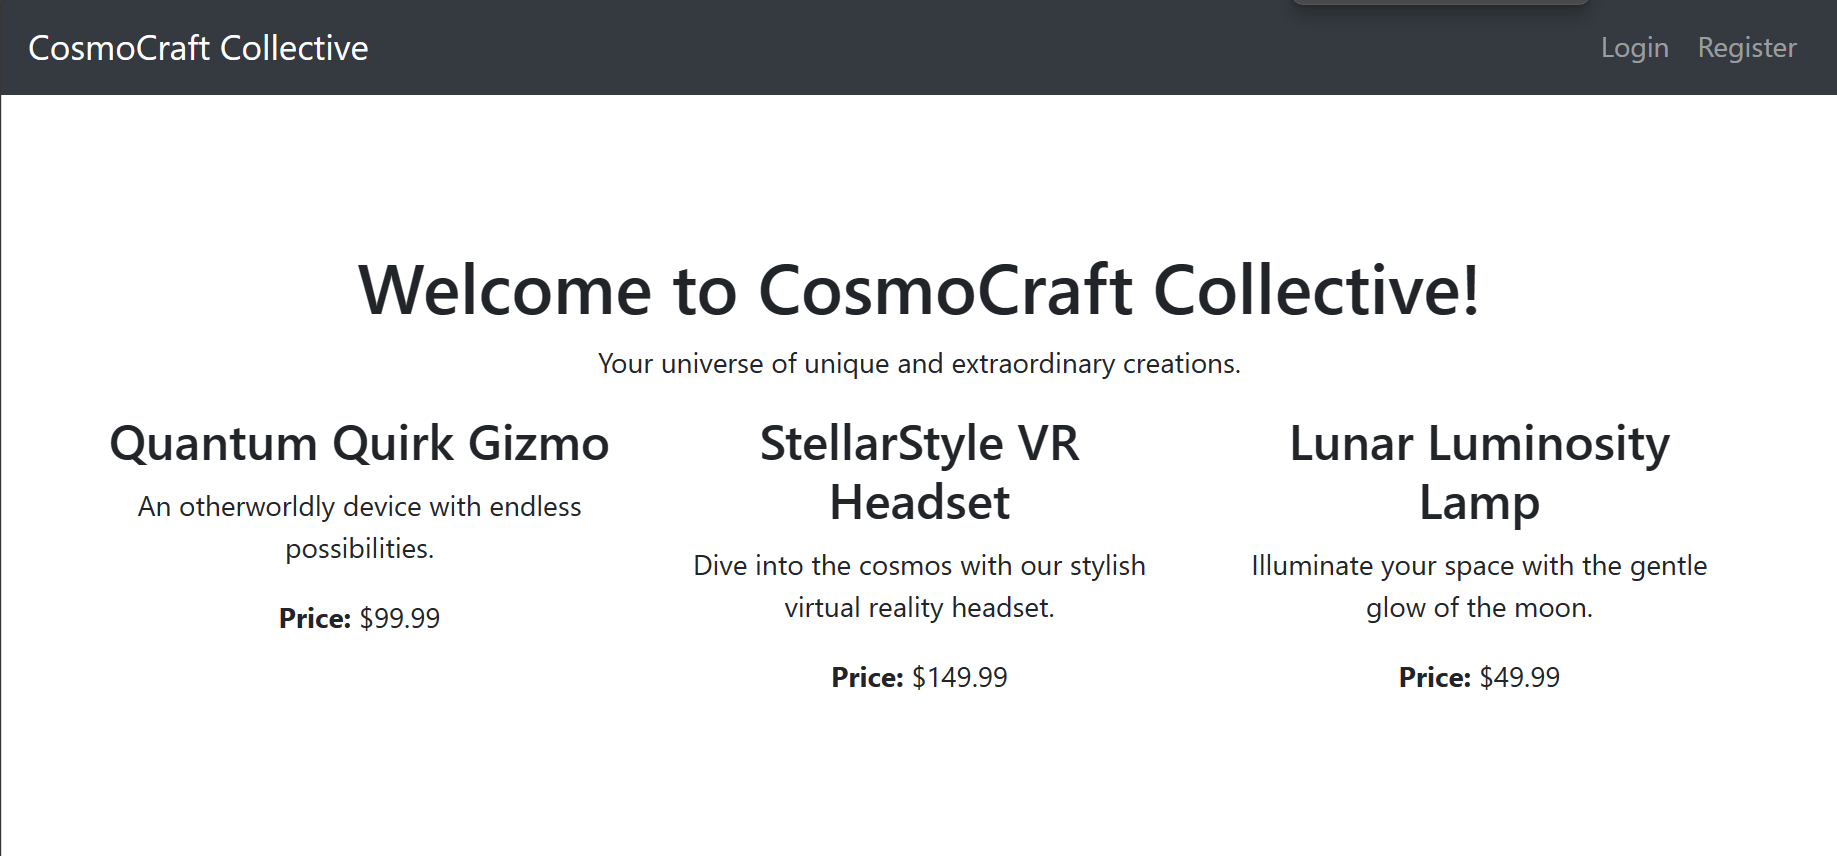 CosmoCraft Collective
Login Register
Welcome to CosmoCraft Collective!
Your universe of unique and extraordinary creations.
Quantum Quirk Gizmo
An otherworldly device with endless
possibilities.
Price: $99.99
StellarStyle VR
Headset
Dive into the cosmos with our stylish
virtual reality headset.
Price: $149.99
Lunar Luminosity
Lamp
Illuminate your space with the gentle
glow of the moon.
Price: $49.99